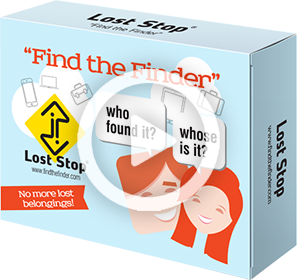 Lost Stop®
"Find the Finder"
“Find the Finder”
who
found it?
whose
is it?
Lost Stop®
www.findthefinder.com
No more lost
belongings!
Lost Stop®
www.findthefinder.com